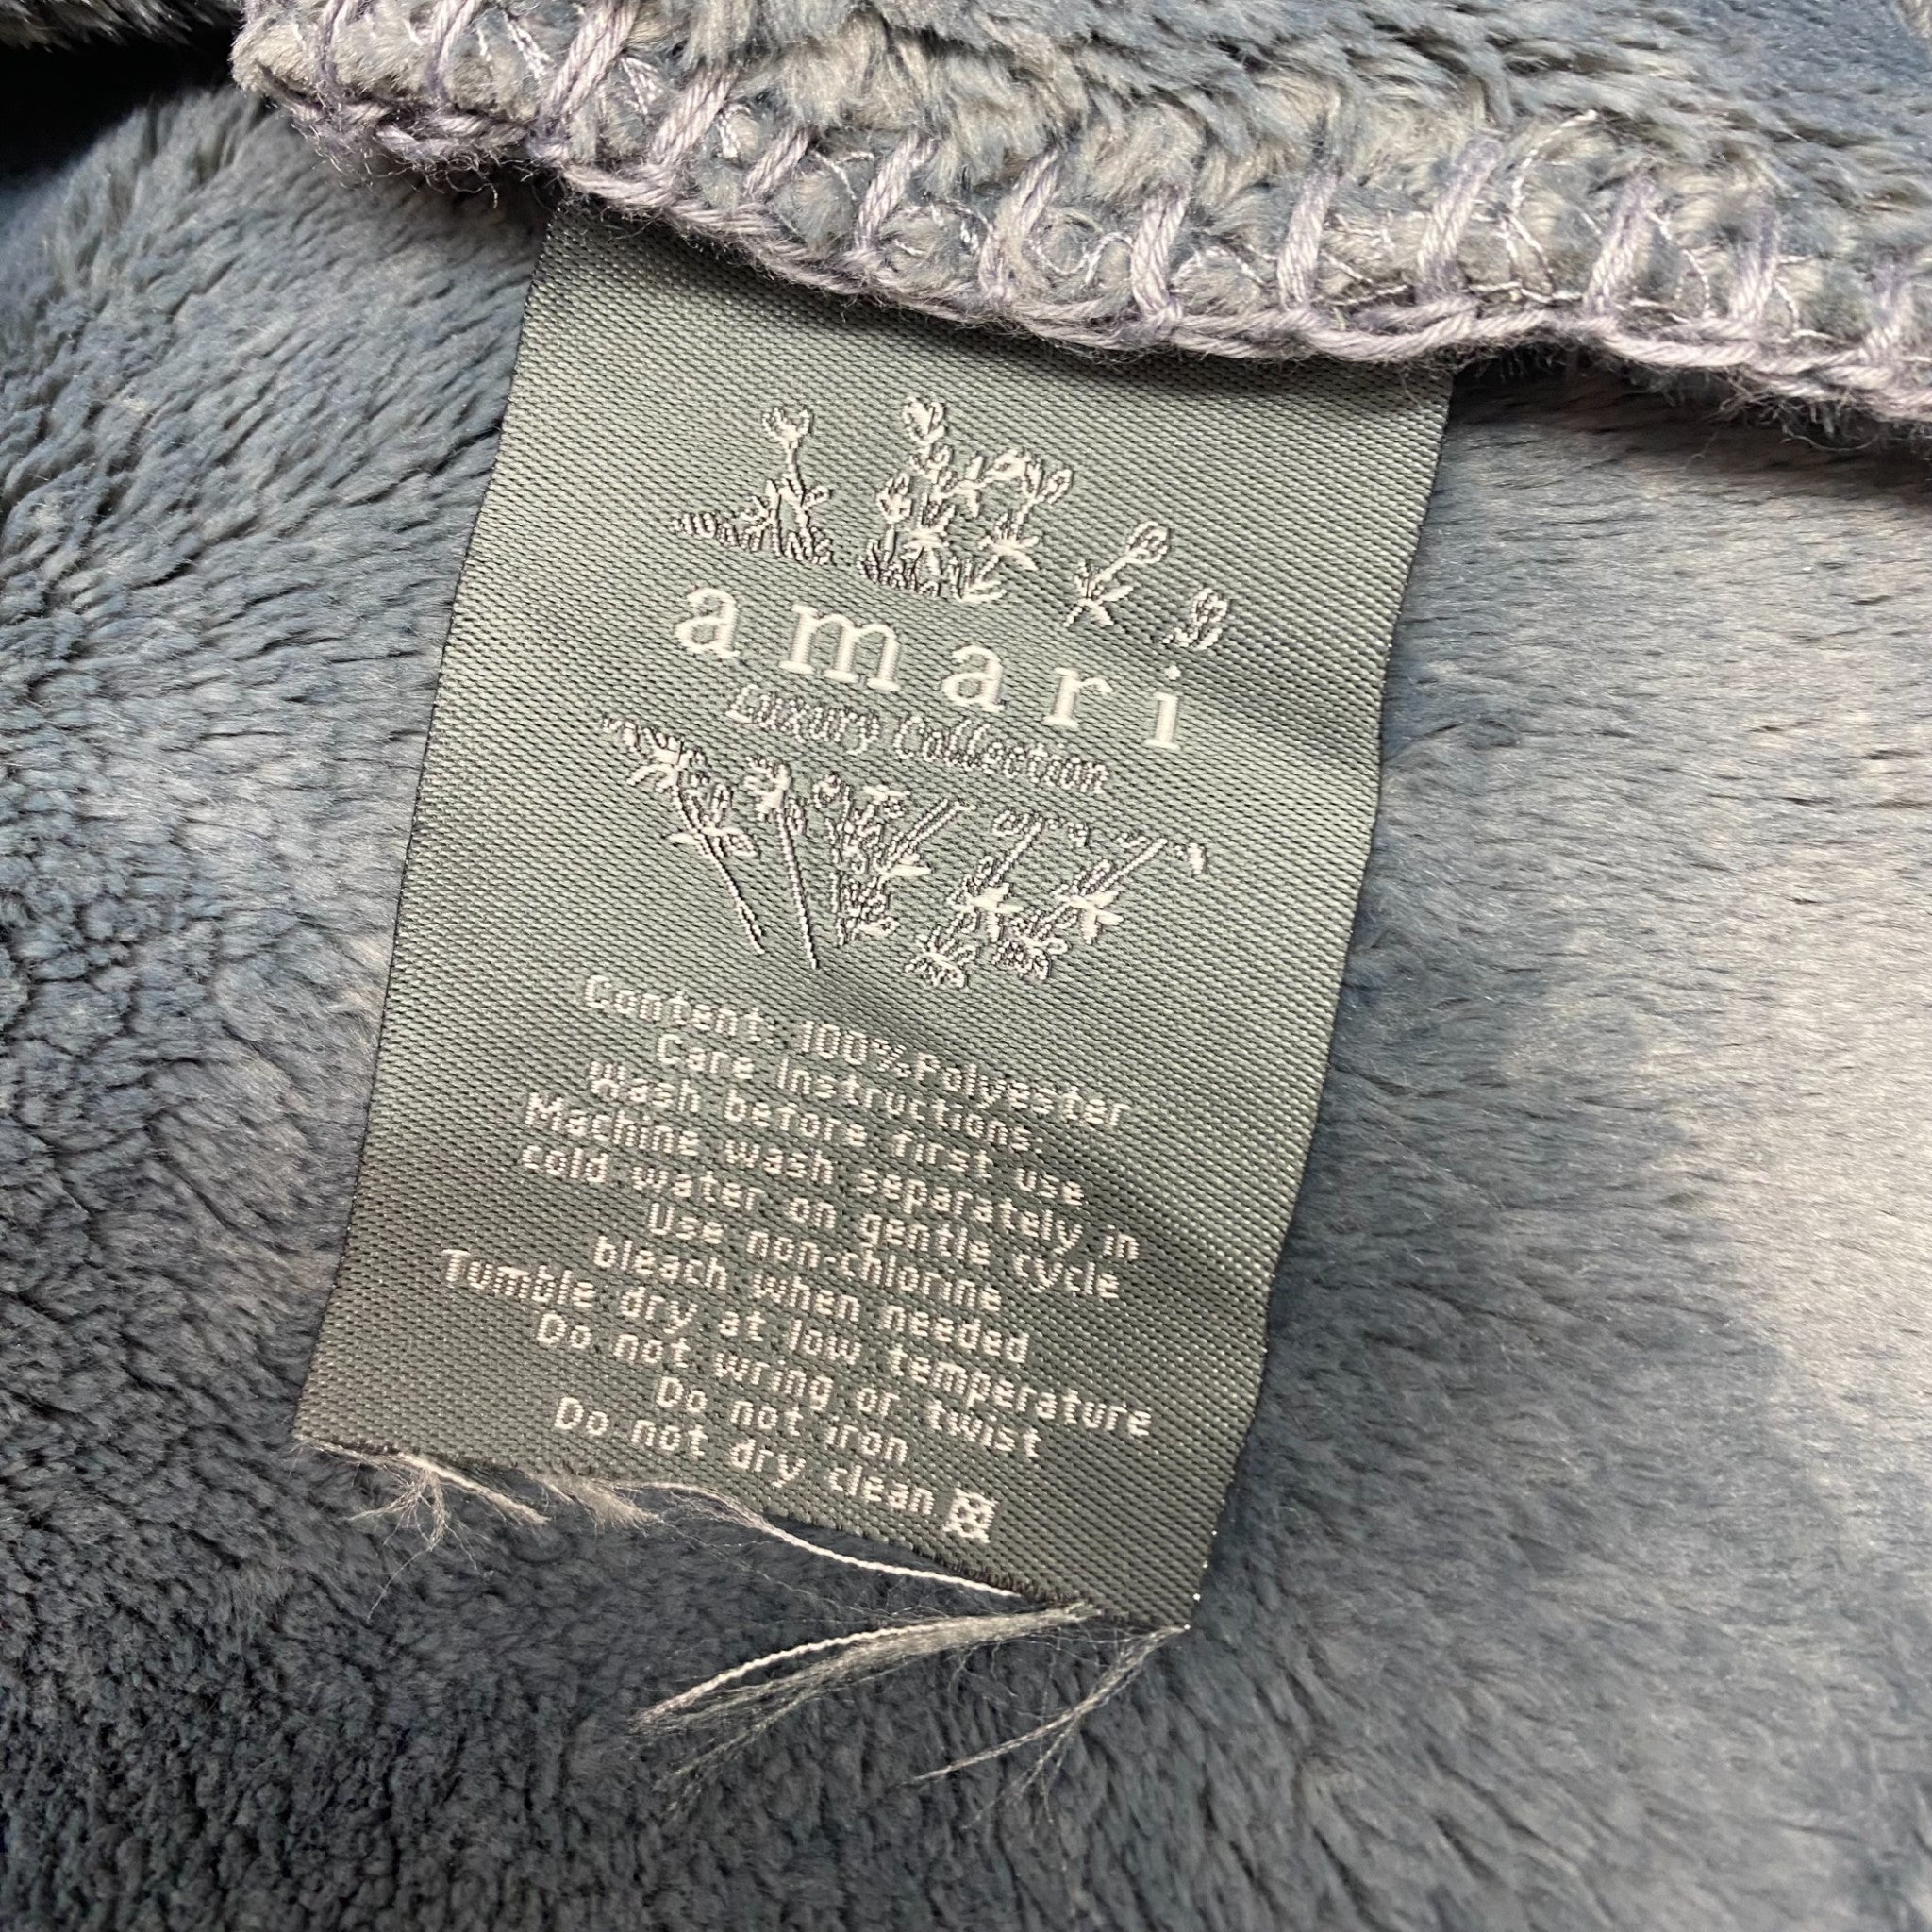 amari
Luxury Collection
Content: 100% Polyester
Care Instructions:
Wash before first use
Machine wash separately in
cold water on gentle cycle
Use non-chlorine
bleach when needed
Tumble dry at low temperature
Do not wring or twist
Do not iron
Do not dry clean